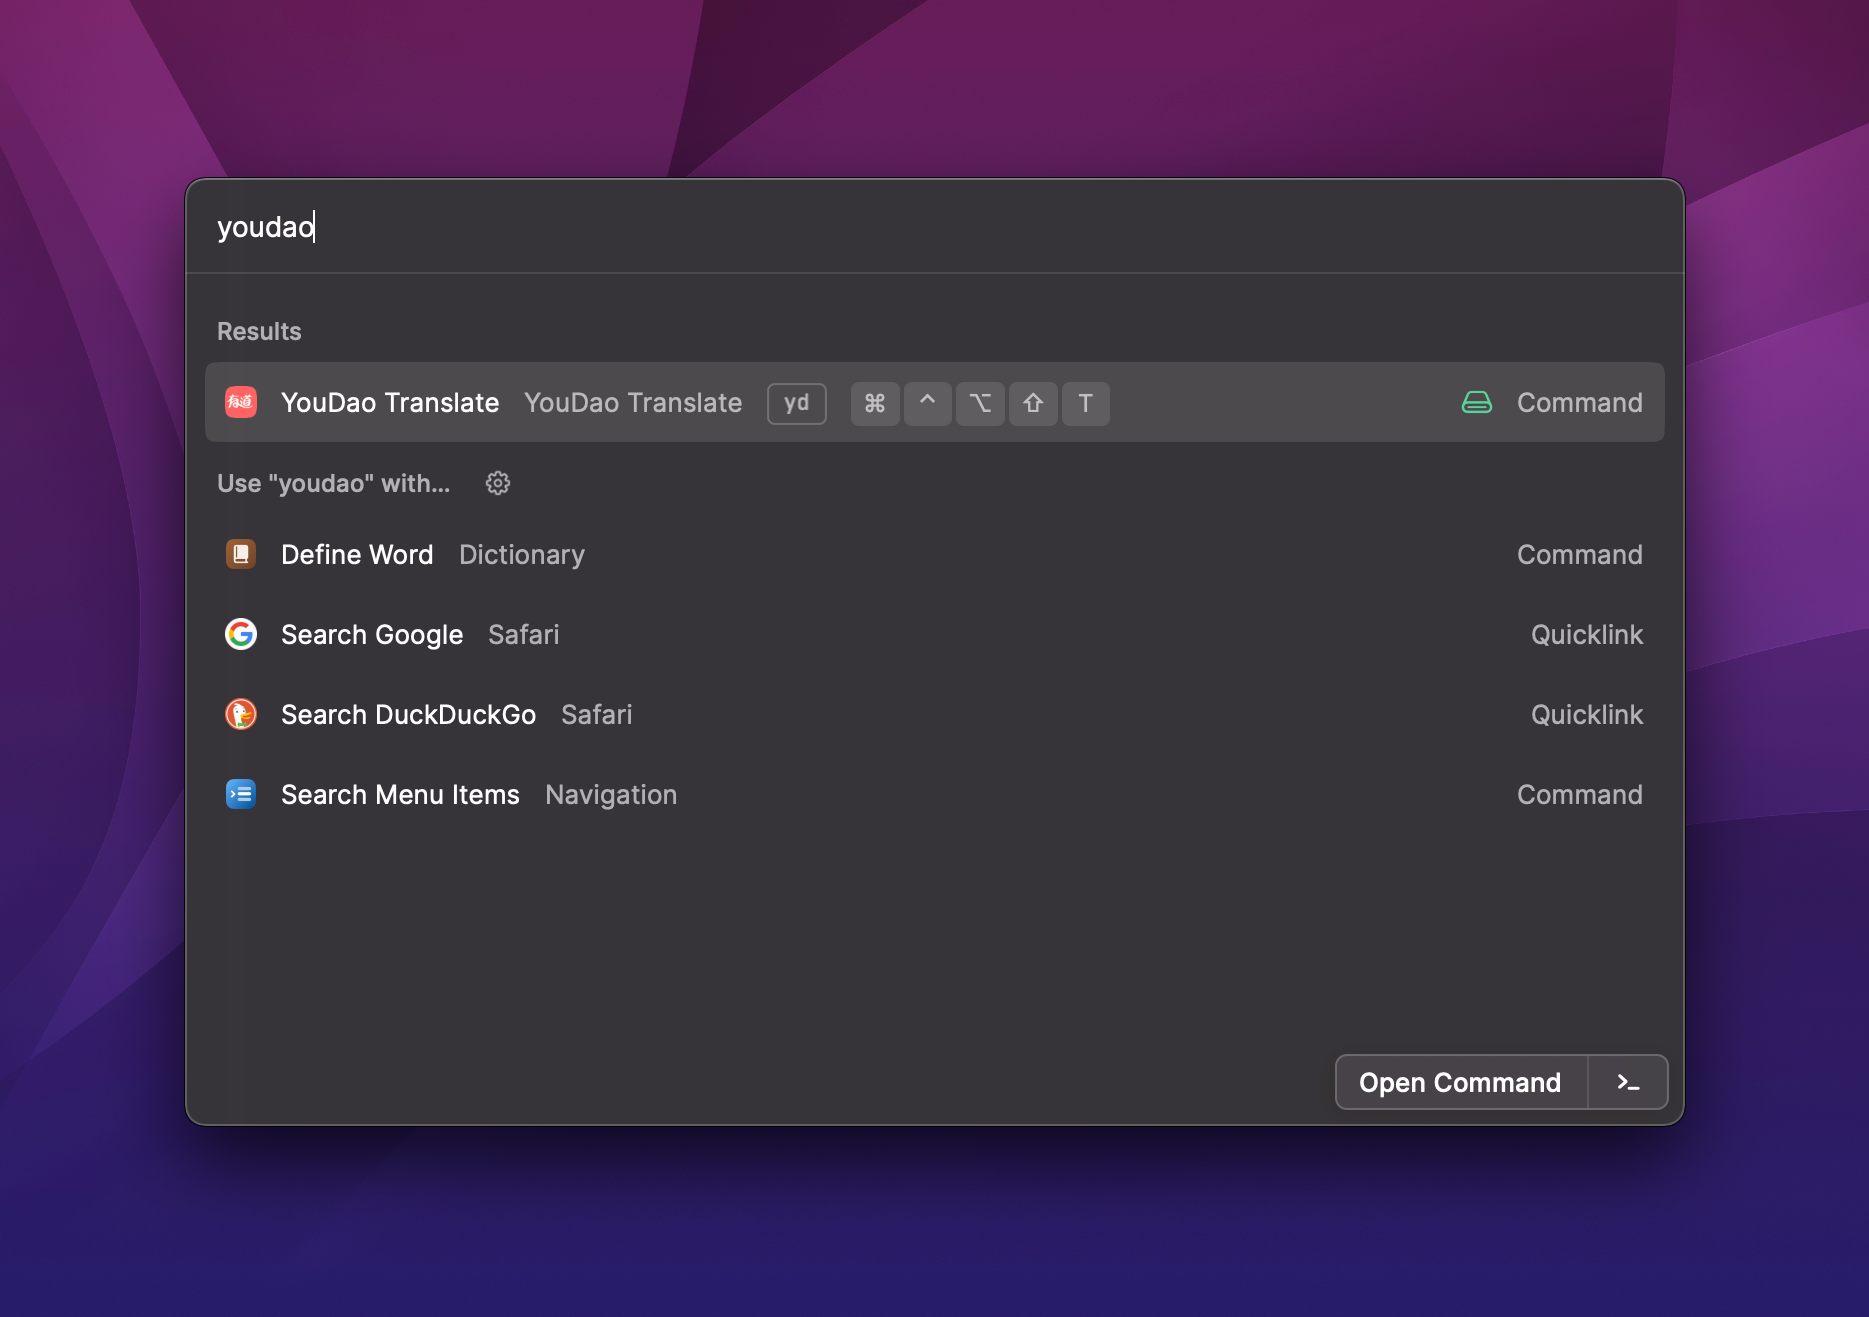 youdao
Results
有道 YouDao Translate YouDao Translate yd ⌘ ^ ⌥ ⇧ T Command
Use "youdao" with...
Define Word Dictionary Command
Search Google Safari Quicklink
Search DuckDuckGo Safari Quicklink
Search Menu Items Navigation Command
Open Command >_